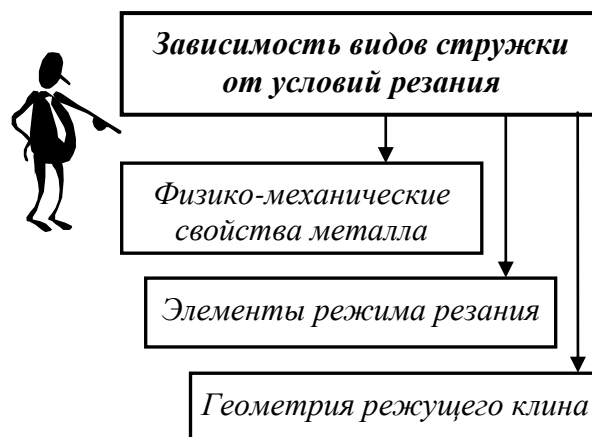 Зависимость видов стружки
от условий резания
Физико-механические
свойства металла
Элементы режима резания
Геометрия режущего клина